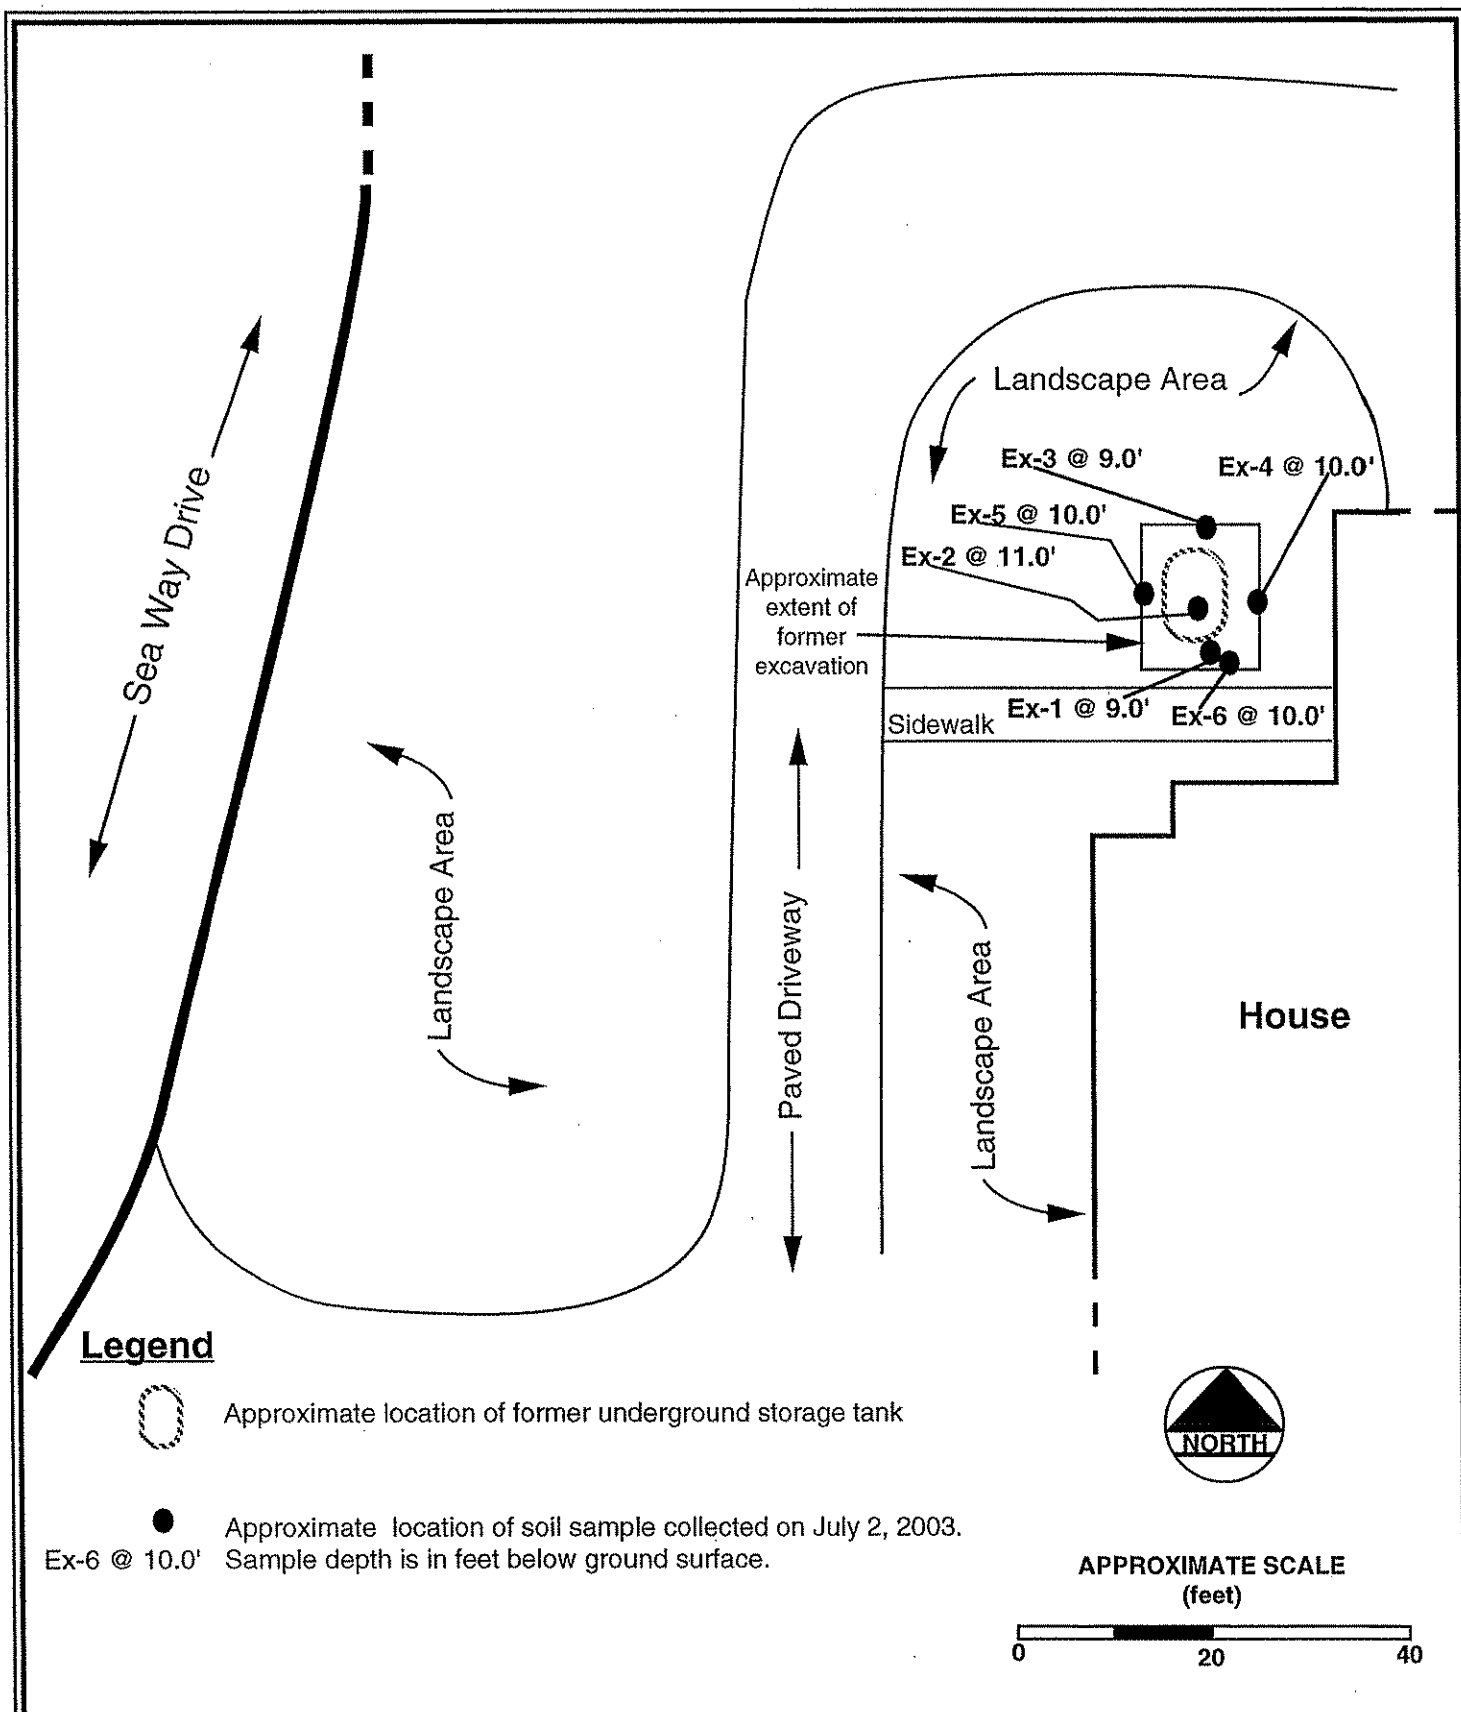 Landscape Area
Ex-3 @ 9.0'
Ex-4 @ 10.0'
Ex-5 @ 10.0'
Ex-2 @ 11.0'
Approximate
extent of
former
excavation
Sea Way Drive
Ex-1 @ 9.0'
Ex-6 @ 10.0'
Sidewalk
Landscape Area
Paved Driveway
Landscape Area
House
Legend
Approximate location of former underground storage tank
NORTH
Approximate location of soil sample collected on July 2, 2003.
Ex-6 @ 10.0' Sample depth is in feet below ground surface.
APPROXIMATE SCALE
(feet)
0 20 40